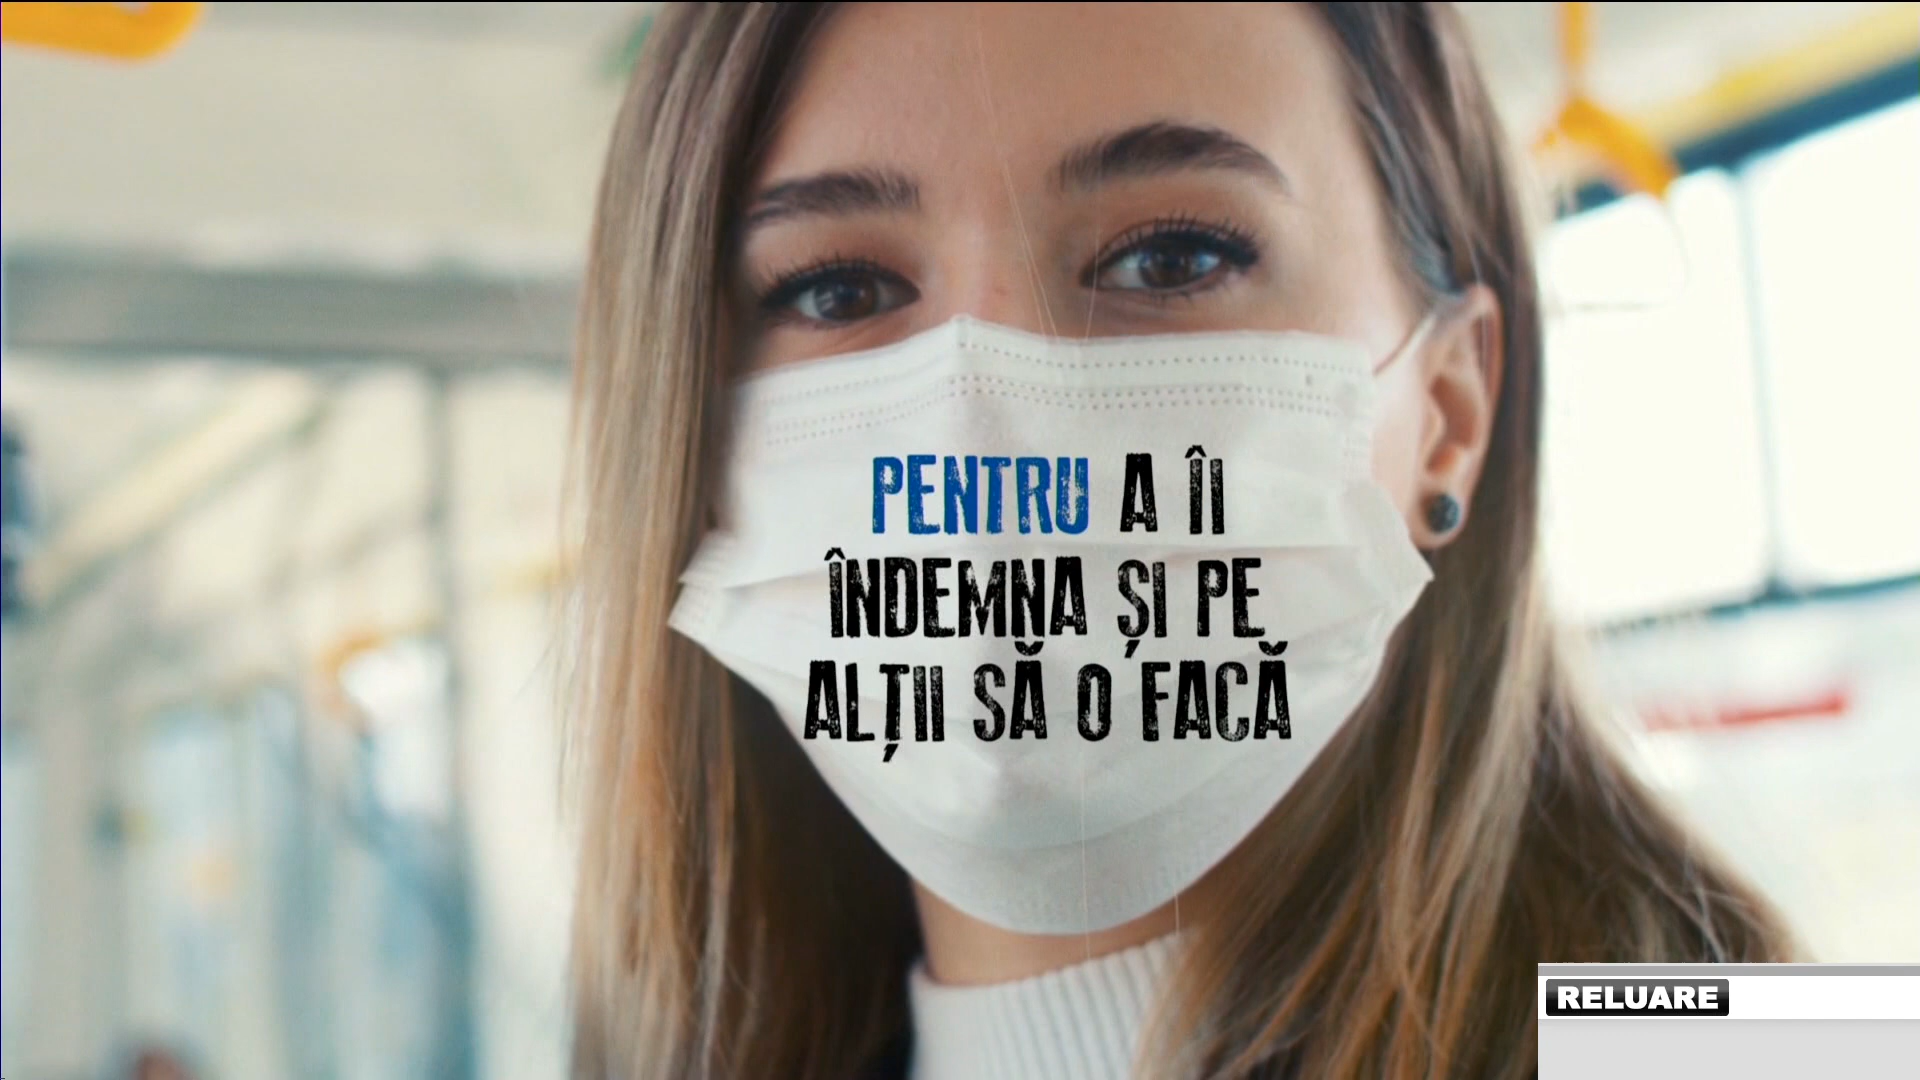 PENTRU A ÎI
ÎNDEMNA ȘI PE
ALȚII SĂ O FACĂ
RELUARE